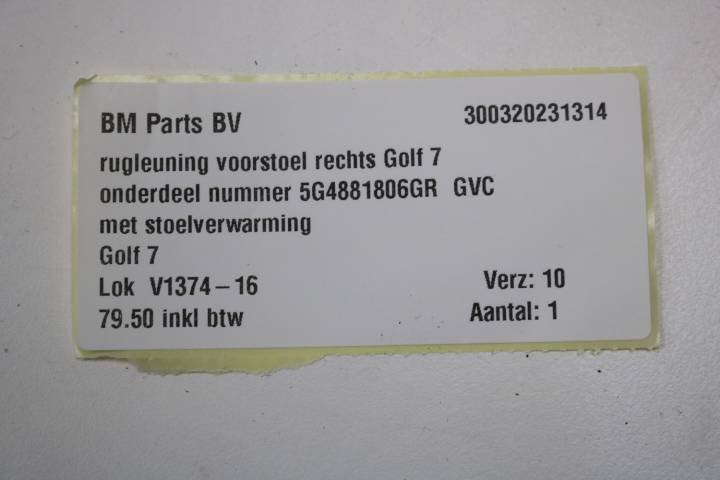 BM Parts BV 300320231314
rugleuning voorstoel rechts Golf 7
onderdeel nummer 5G4881806GR GVC
met stoelverwarming
Golf 7
Lok V1374-16 Verz: 10
79.50 inkl btw Aantal: 1